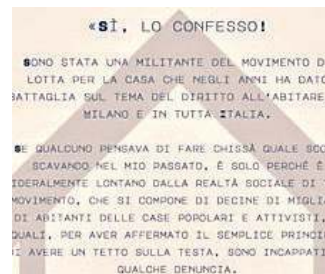 «SÌ, LO CONFESSO!
SONO STATA UNA MILITANTE DEL MOVIMENTO D
LOTTA PER LA CASA CHE NEGLI ANNI HA DATO
BATTAGLIA SUL TEMA DEL DIRITTO ALL'ABITARE
MILANO E IN TUTTA ITALIA.
SE QUALCUNO PENSAVA DI FARE CHISSÀ QUALE SCO
SCAVANDO NEL MIO PASSATO, È SOLO PERCHÉ È
IDERALMENTE LONTANO DALLA REALTÀ SOCIALE DI
MOVIMENTO, CHE SI COMPONE DI DECINE DI MIGLIA
DI ABITANTI DELLE CASE POPOLARI E ATTIVISTI,
QUALI, PER AVER AFFERMATO IL SEMPLICE PRINCI
DI AVERE UN TETTO SULLA TESTA, SONO INCAPPATI
QUALCHE DENUNCIA.